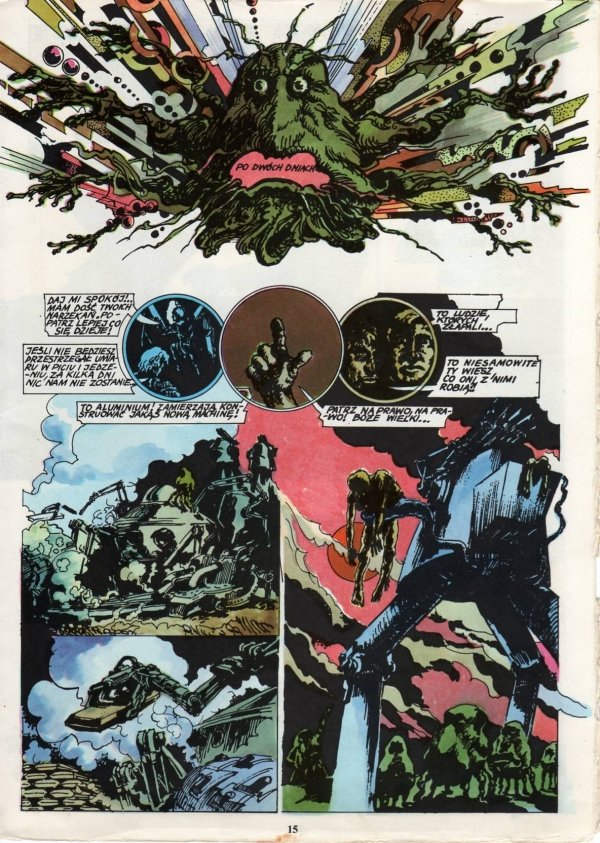 PO DWÓCH DNIACH
DAJ MI SPOKÓJ...
MAM DOŚĆ TWOICH
NARZEKAŃ, PO-
PATRZ LEPIEJ CO
SIĘ DZIEJE!
JEŚLI NIE BĘDZIESZ
PRZESTRZEGAĆ UWA-
RU W PICIU I JEDZE-
NIU, ZA KILKA DNI
NIC NAM NIE ZOSTANIE.
TO LUDZIE,
KTÓRYCH
ZŁAPALI...
TO NIESAMOWITE
TY WIESZ
CO ONI Z NIMI
ROBIĄ?
TO ALUMINIUM! ZAMIERZAJĄ KON-
STRUOWAĆ JAKĄŚ NOWĄ MACHINĘ!
PATRZ NA PRAWO, NA PRA-
WO! BOŻE WIELKI...
15